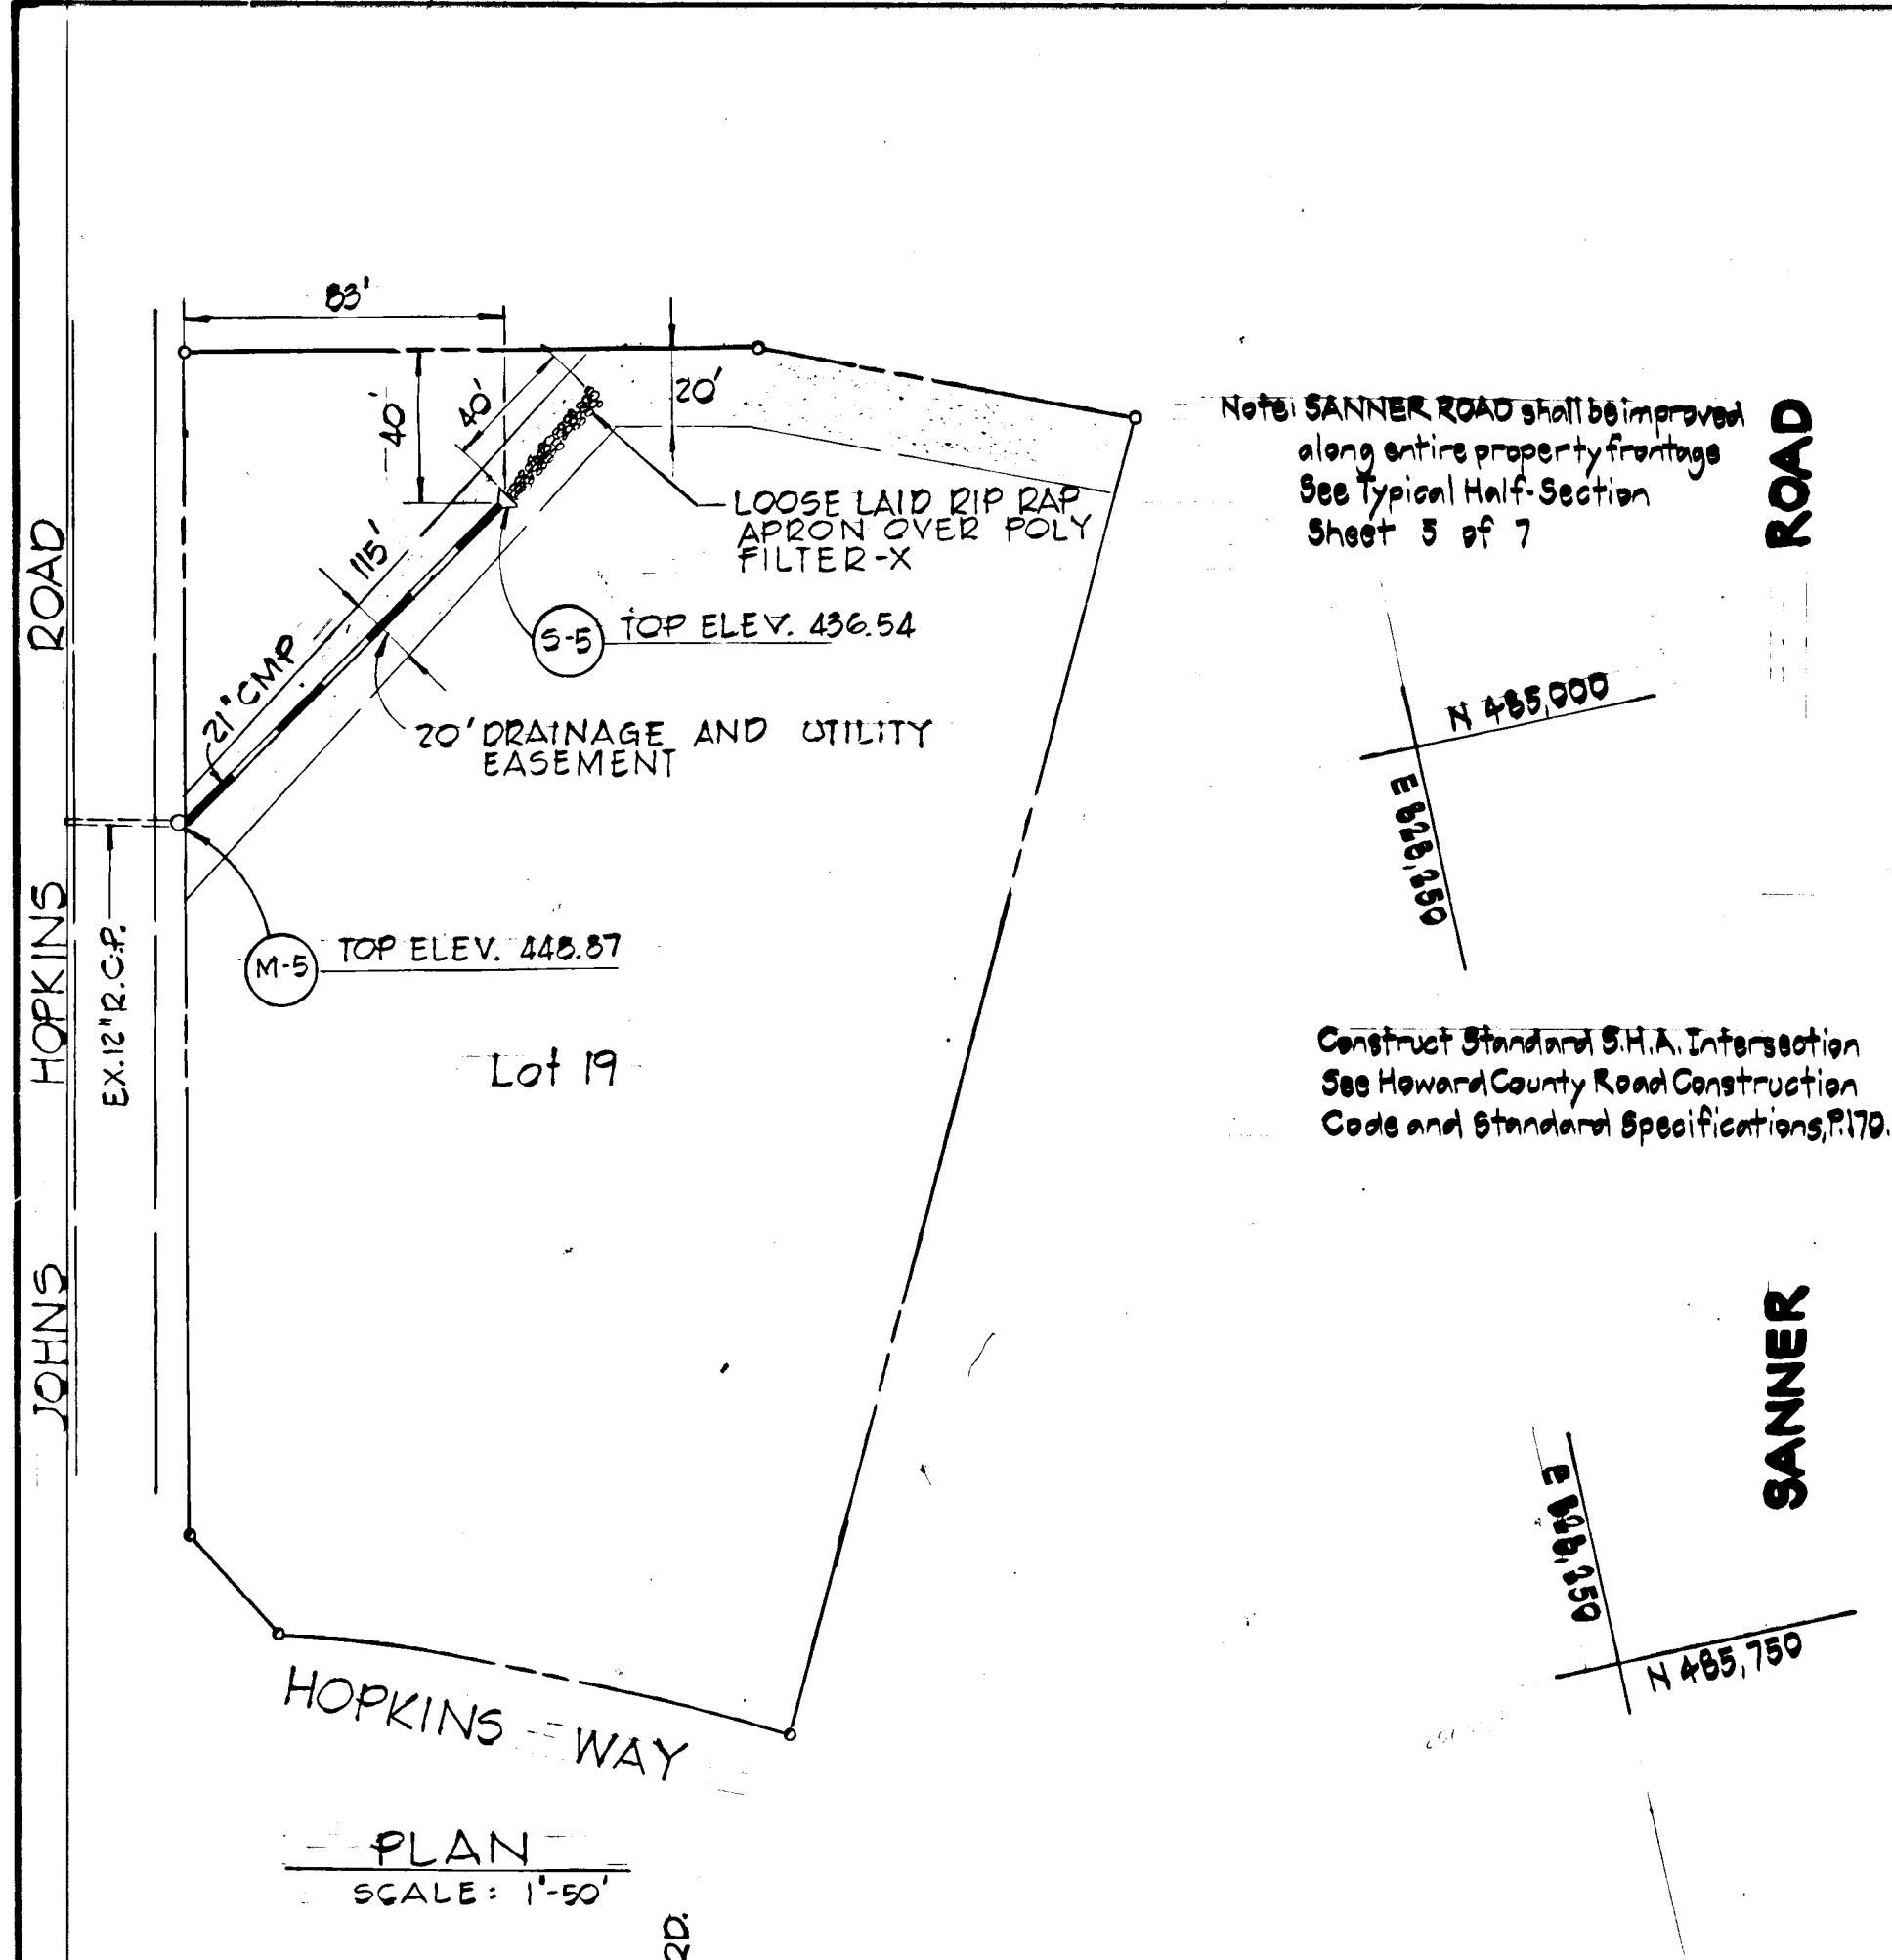 83'
40'
40'
20'
Note: SANNER ROAD shall be improved
along entire property frontage
See Typical Half-Section
Sheet 5 of 7
ROAD
LOOSE LAID RIP RAP
APRON OVER POLY
FILTER-X
115'
S-5 TOP ELEV. 436.54
21" CMP
20' DRAINAGE AND UTILITY
EASEMENT
N 485,000
E 828,250
M-5 TOP ELEV. 448.87
EX. 12" R.C.P.
JOHNS HOPKINS ROAD
Lot 19
Construct Standard S.H.A. Intersection
See Howard County Road Construction
Code and Standard Specifications, P.170.
SANNER
E 828,250
N 485,750
HOPKINS WAY
PLAN
SCALE: 1"-50'
RD.